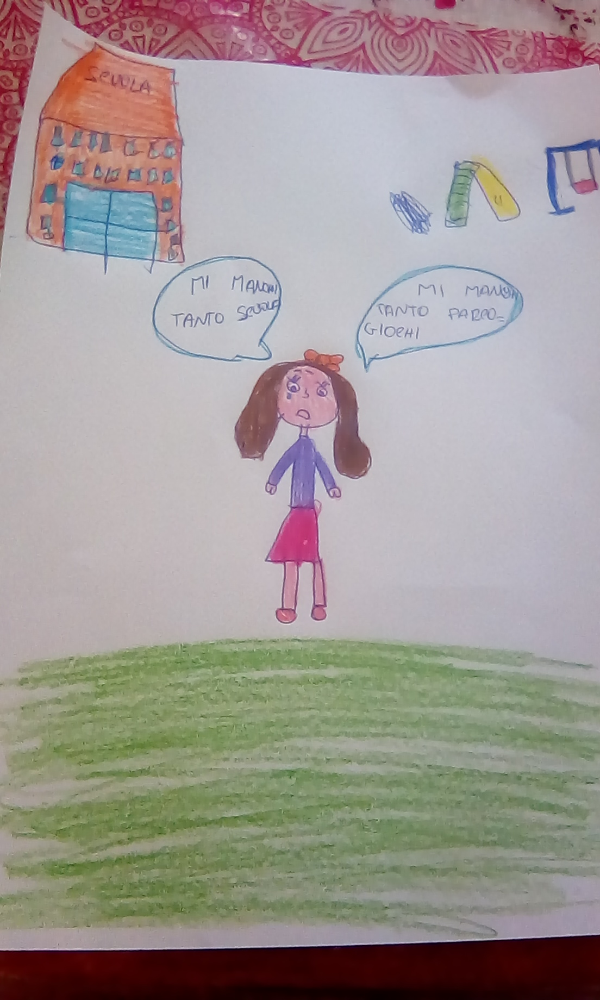 SCUOLA
MI MANCHI
TANTO SCUOLA
MI MANCHI
TANTO PARCO=
GIOCHI